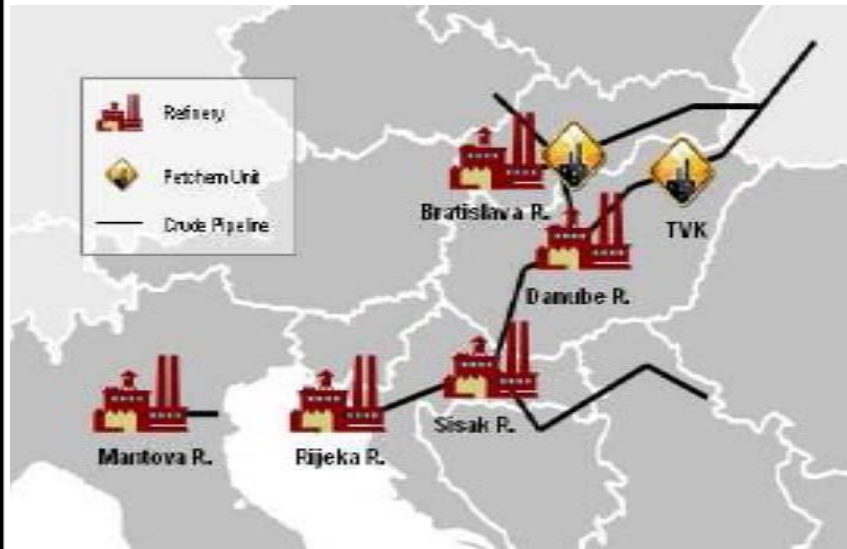 Refinery
Petchem Unit
Crude Pipeline
Bratislava R.
TVK
Danube R.
Sisak R.
Mantova R.
Rijeka R.